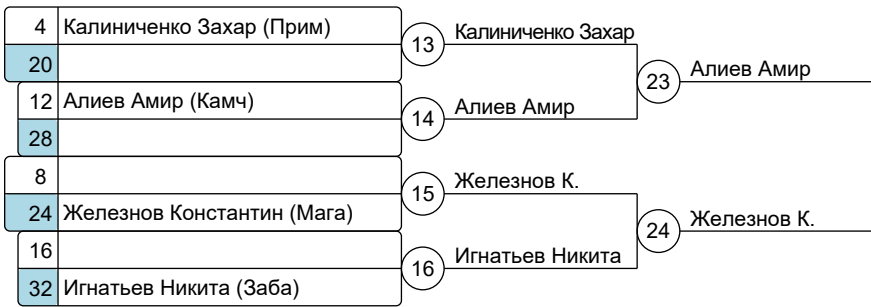 4 Калиниченко Захар (Прим)
13 Калиниченко Захар
20
23 Алиев Амир
12 Алиев Амир (Камч)
14 Алиев Амир
28
8
15 Железнов К.
24 Железнов Константин (Мага)
24 Железнов К.
16
16 Игнатьев Никита
32 Игнатьев Никита (Заба)